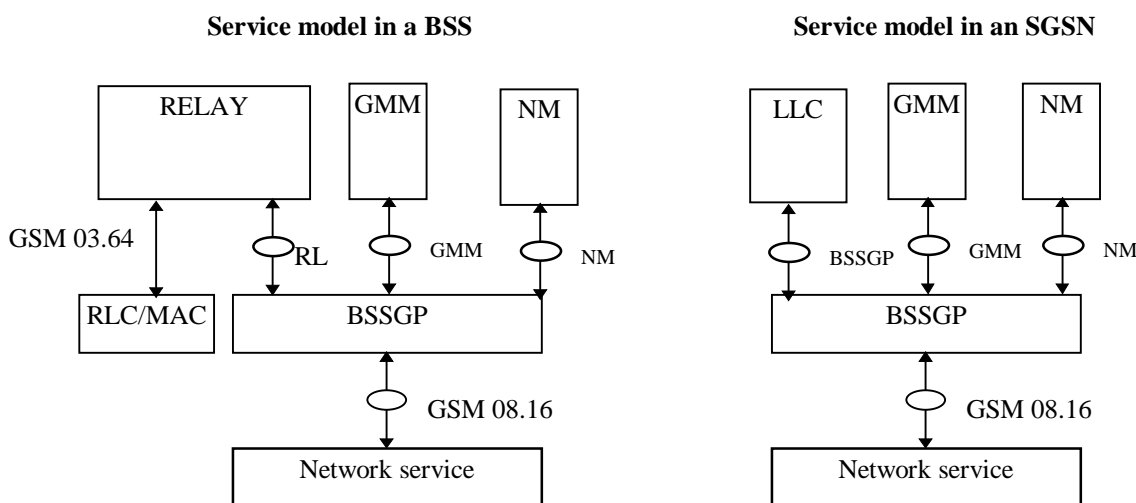 Service model in a BSS
Service model in an SGSN
RELAY
GMM
NM
LLC
GMM
NM
GSM 03.64
RL
GMM
NM
BSSGP
GMM
NM
RLC/MAC
BSSGP
BSSGP
GSM 08.16
GSM 08.16
Network service
Network service